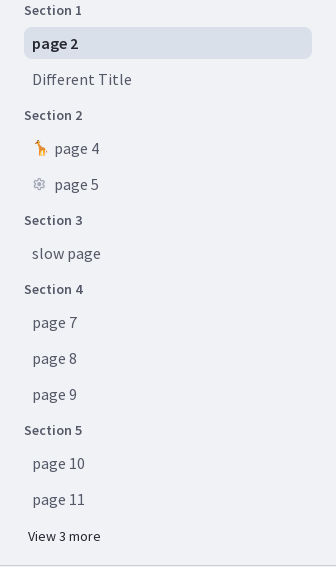 Section 1
page 2
Different Title
Section 2
page 4
page 5
Section 3
slow page
Section 4
page 7
page 8
page 9
Section 5
page 10
page 11
View 3 more